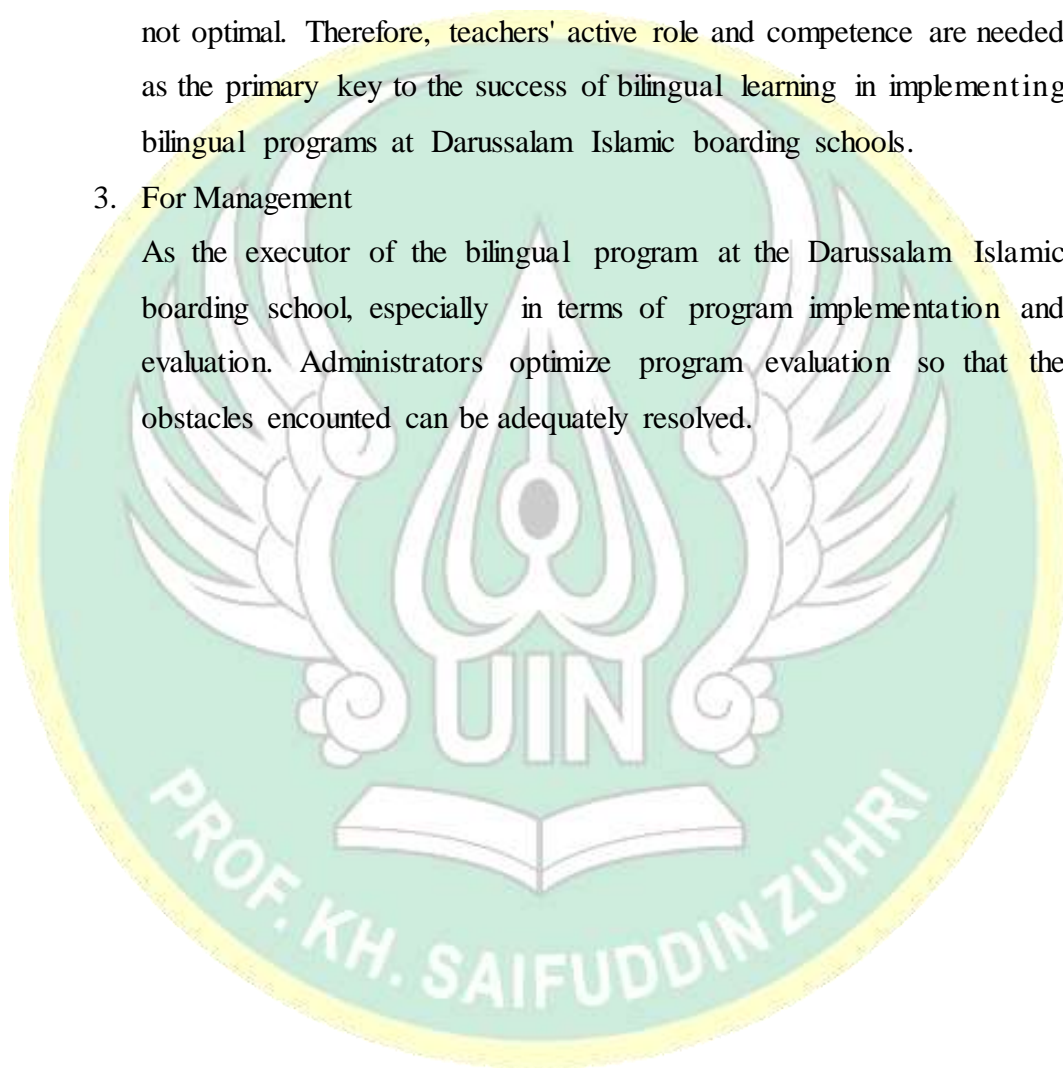 not optimal. Therefore, teachers' active role and competence are needed
as the primary key to the success of bilingual learning in implementing
bilingual programs at Darussalam Islamic boarding schools.
3. For Management
As the executor of the bilingual program at the Darussalam Islamic
boarding school, especially in terms of program implementation and
evaluation. Administrators optimize program evaluation so that the
obstacles encounted can be adequately resolved.
UIN
PROF. KH. SAIFUDDIN ZUHRI